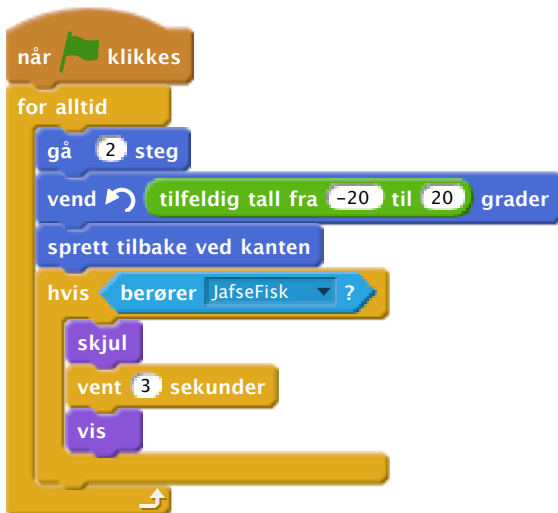 når klikkes
for alltid
gå 2 steg
vend tilfeldig tall fra -20 til 20 grader
sprett tilbake ved kanten
hvis berører JafseFisk ?
skjul
vent 3 sekunder
vis